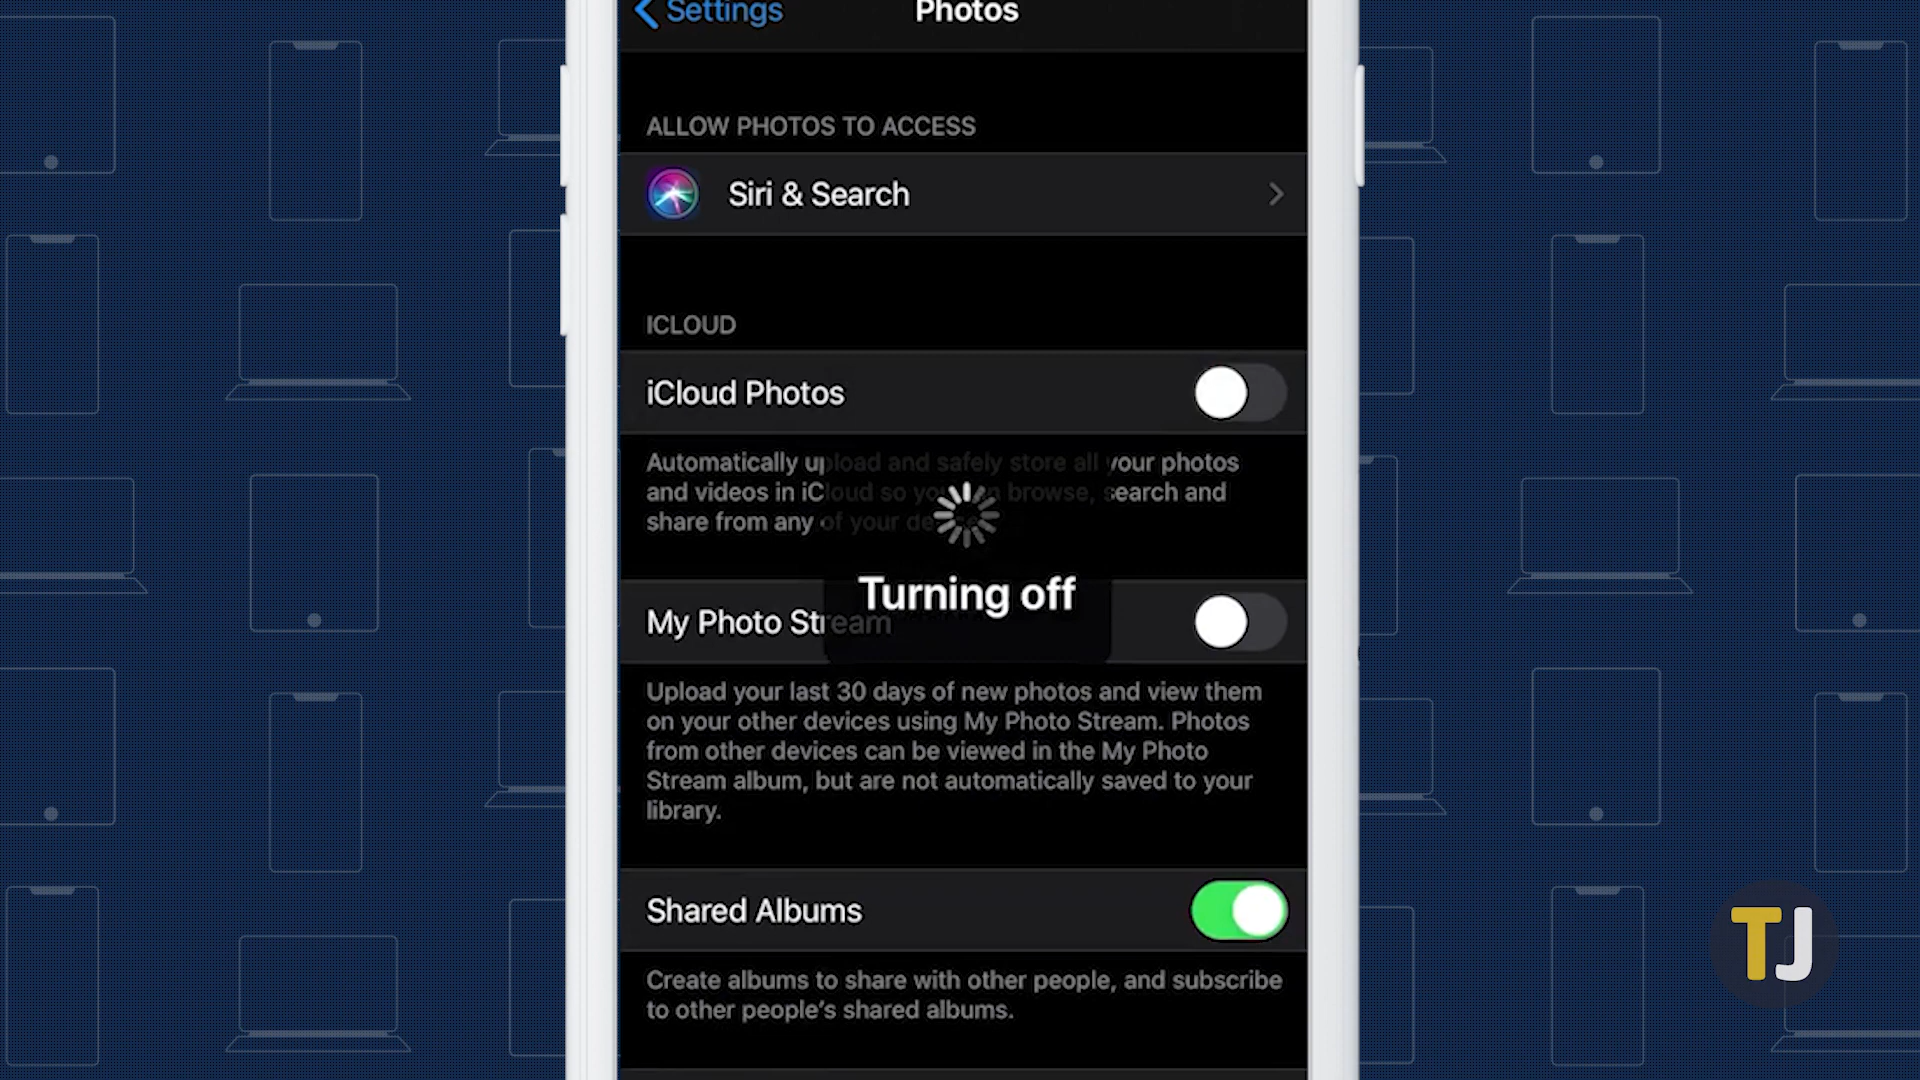 Settings
Photos
ALLOW PHOTOS TO ACCESS
Siri & Search
ICLOUD
iCloud Photos
Automatically upload and safely store all your photos
and videos in iCloud so you can browse, search and
share from any of your devices.
Turning off
My Photo Stream
Upload your last 30 days of new photos and view them
on your other devices using My Photo Stream. Photos
from other devices can be viewed in the My Photo
Stream album, but are not automatically saved to your
library.
Shared Albums
Create albums to share with other people, and subscribe
to other people's shared albums.
TJ